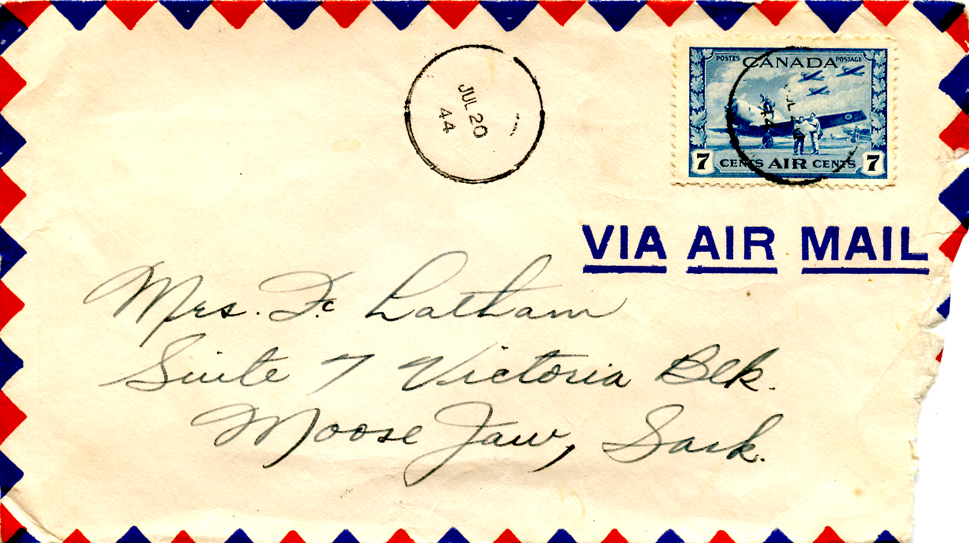 JUL 20
44
POSTES CANADA POSTAGE
7 CENTS AIR CENTS 7
VIA AIR MAIL
Mrs. F. Latham
Suite 7 Victoria Blk.
Moose Jaw, Sask.